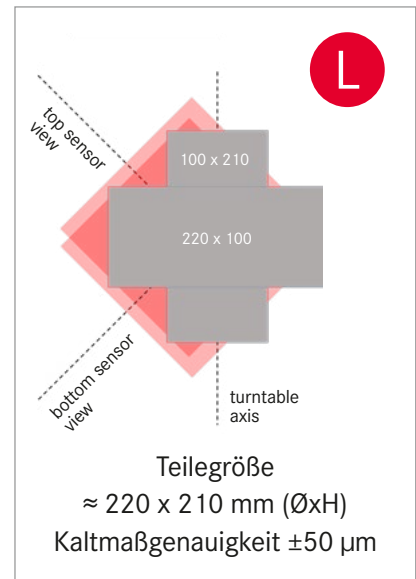 L
top sensor
view
100 x 210
220 x 100
bottom sensor
view
turntable
axis
Teilegröße
≈ 220 x 210 mm (ØxH)
Kaltmaßgenauigkeit ±50 µm